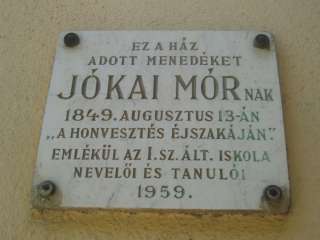 EZ A HÁZ
ADOTT MENEDÉKET
JÓKAI MÓRNAK
1849. AUGUSZTUS 13-ÁN
„A HONVESZTÉS ÉJSZAKÁJÁN."
EMLÉKÜL AZ I. SZ. ÁLT. ISKOLA
NEVELŐI ÉS TANULÓI
1959.